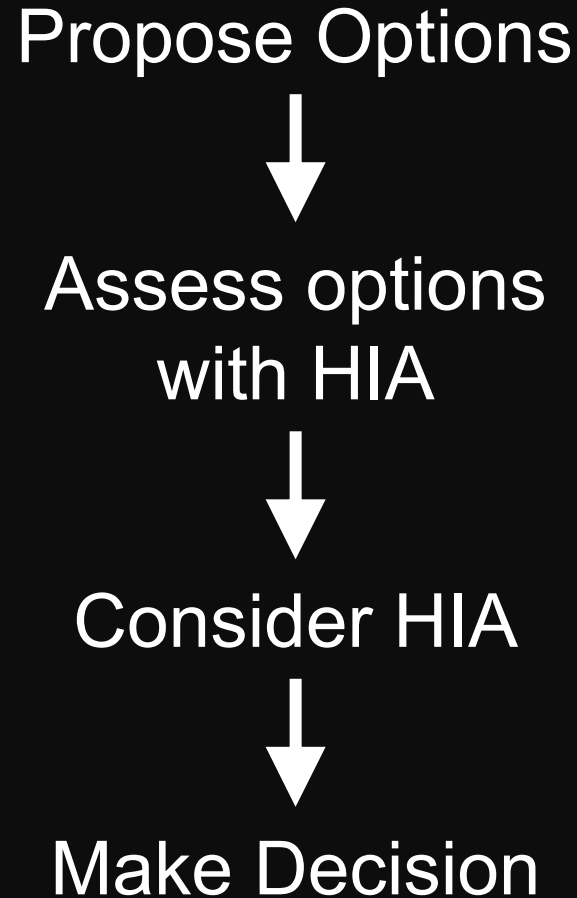 Propose Options
Assess options
with HIA
Consider HIA
Make Decision